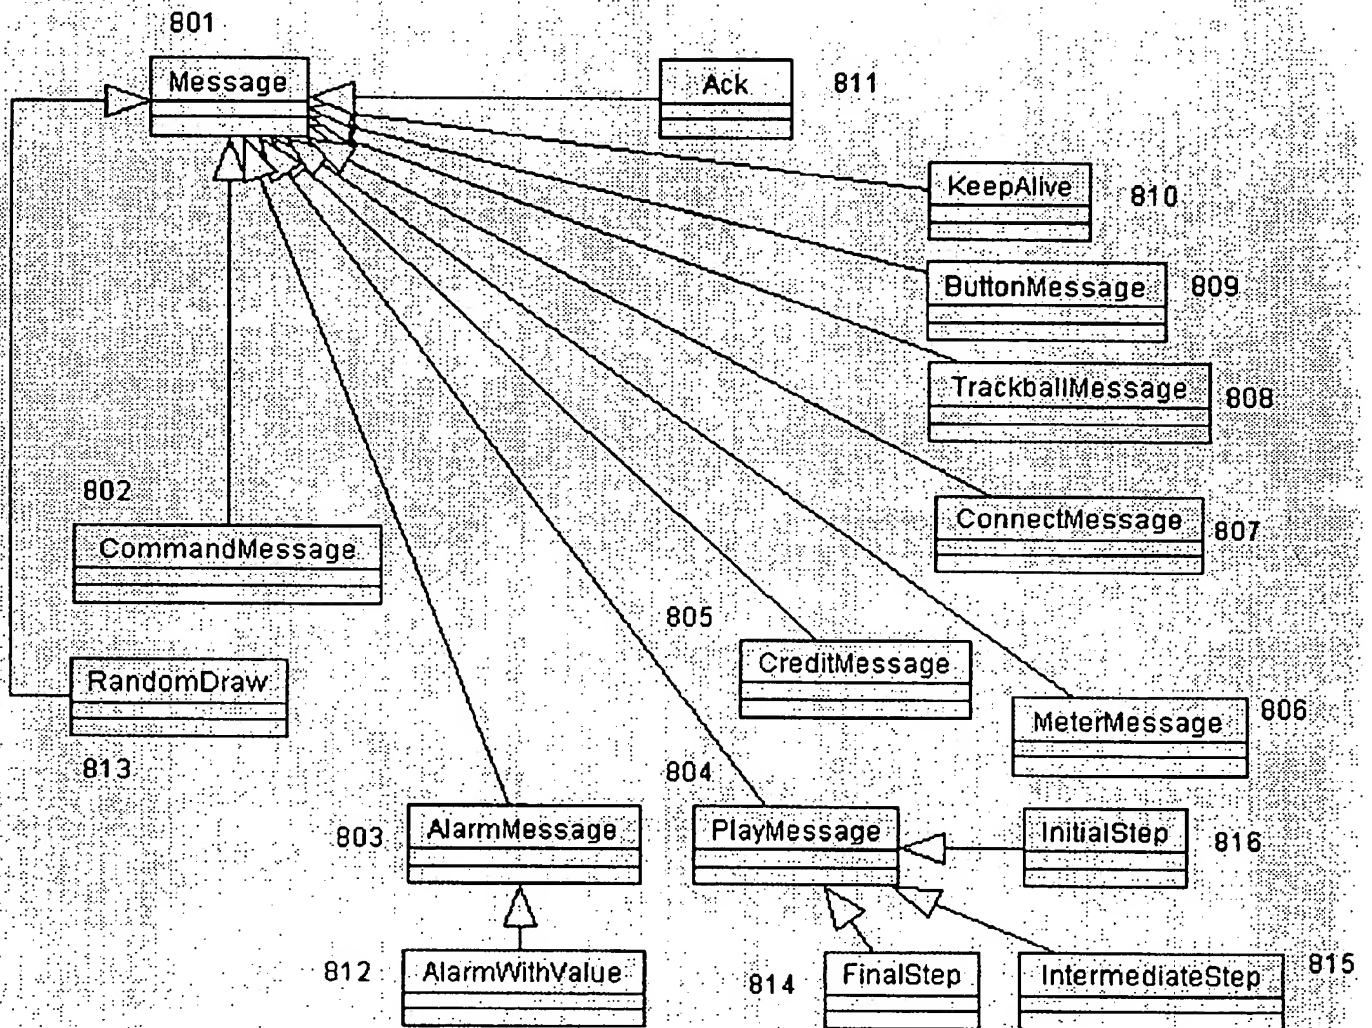 801
Message
Ack
811
KeepAlive
810
ButtonMessage
809
TrackballMessage
808
802
CommandMessage
ConnectMessage
807
805
CreditMessage
RandomDraw
813
MeterMessage
806
804
803
AlarmMessage
PlayMessage
InitialStep
816
812
AlarmWithValue
814
FinalStep
IntermediateStep
815